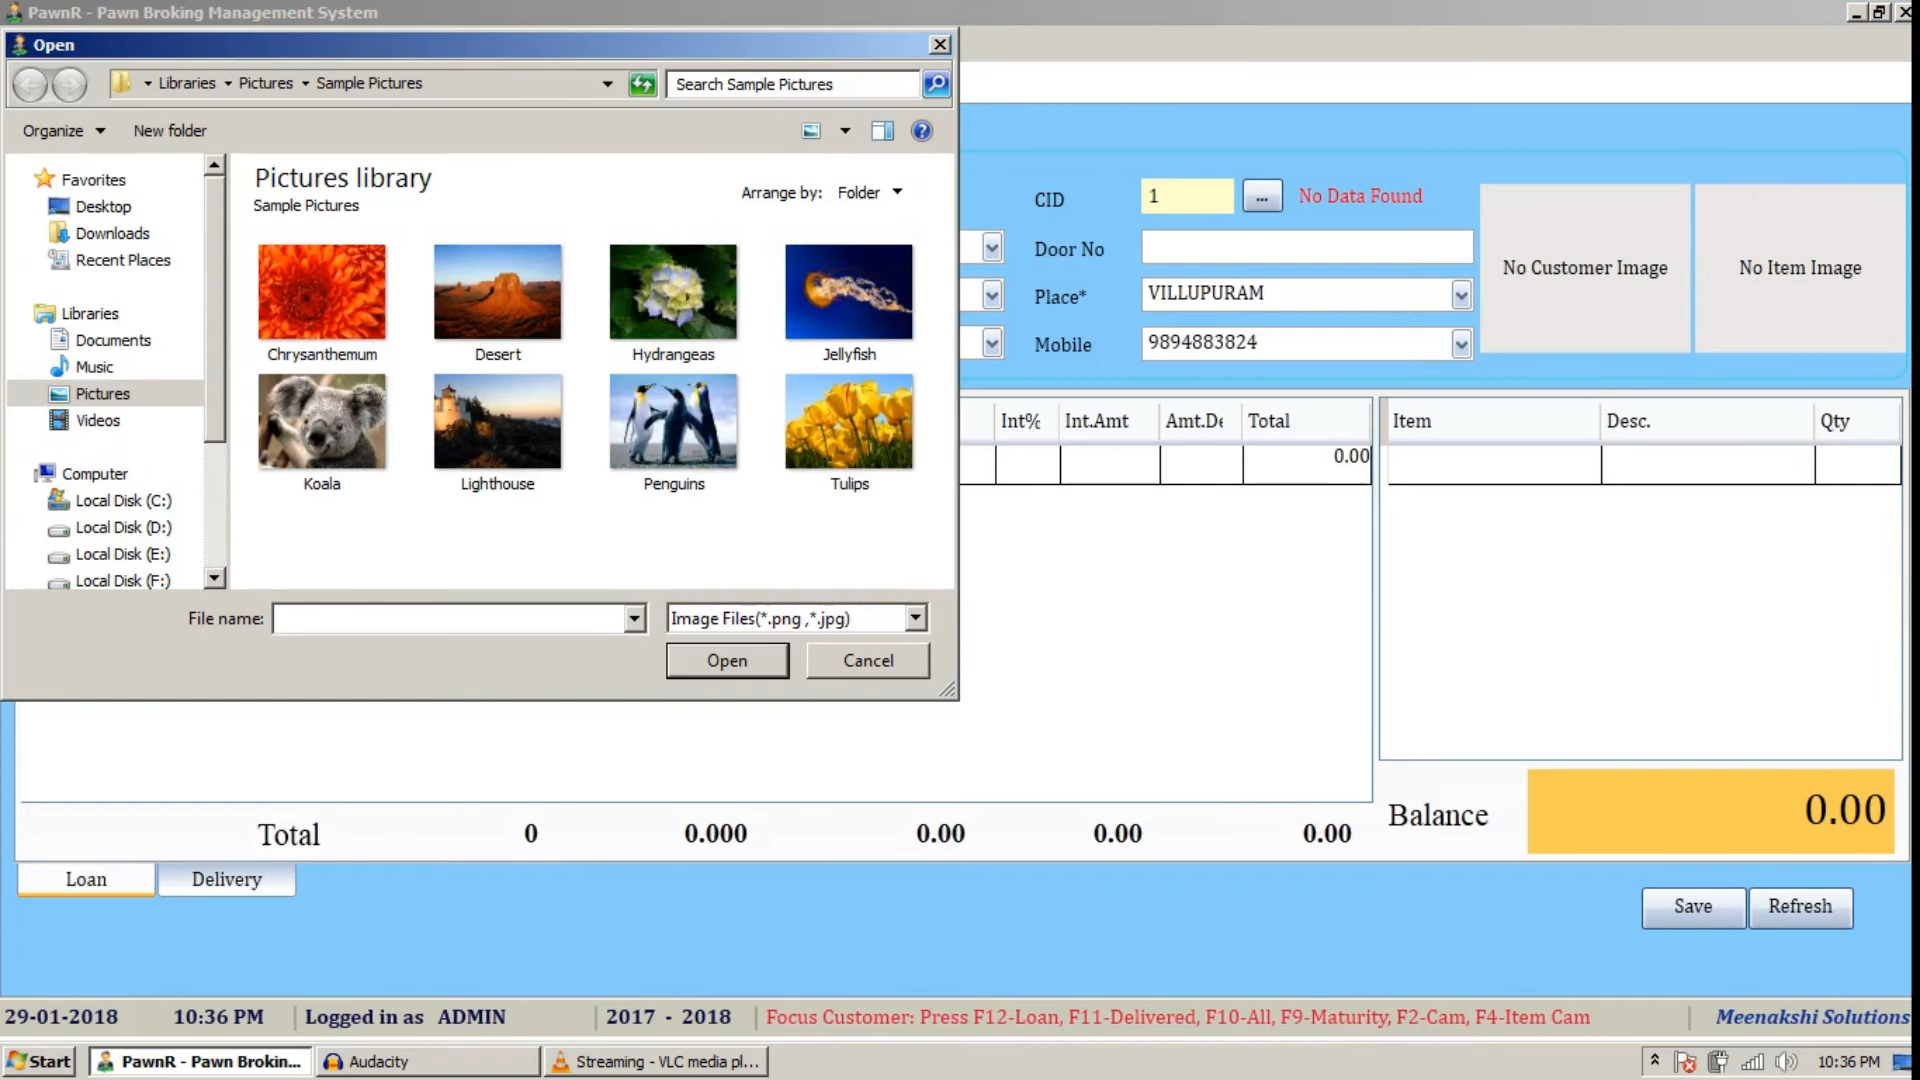 PawnR - Pawn Broking Management System
Open
Libraries Pictures Sample Pictures
Search Sample Pictures
Organize New folder
Favorites
Desktop
Downloads
Recent Places
Libraries
Documents
Music
Pictures
Videos
Computer
Local Disk (C:)
Local Disk (D:)
Local Disk (E:)
Local Disk (F:)
Pictures library
Sample Pictures
Arrange by: Folder
Chrysanthemum Desert Hydrangeas Jellyfish
Koala Lighthouse Penguins Tulips
File name: Image Files(*.png ,*.jpg)
Open Cancel
CID 1 ... No Data Found
Door No
Place* VILLUPURAM
Mobile 9894883824
No Customer Image No Item Image
Int% Int.Amt Amt.De Total
0.00
Item Desc. Qty
Total 0 0.000 0.00 0.00 0.00
Balance 0.00
Loan Delivery
Save Refresh
29-01-2018 10:36 PM Logged in as ADMIN 2017 - 2018 Focus Customer: Press F12-Loan, F11-Delivered, F10-All, F9-Maturity, F2-Cam, F4-Item Cam Meenakshi Solutions
Start PawnR - Pawn Brokin... Audacity Streaming - VLC media pl... 10:36 PM